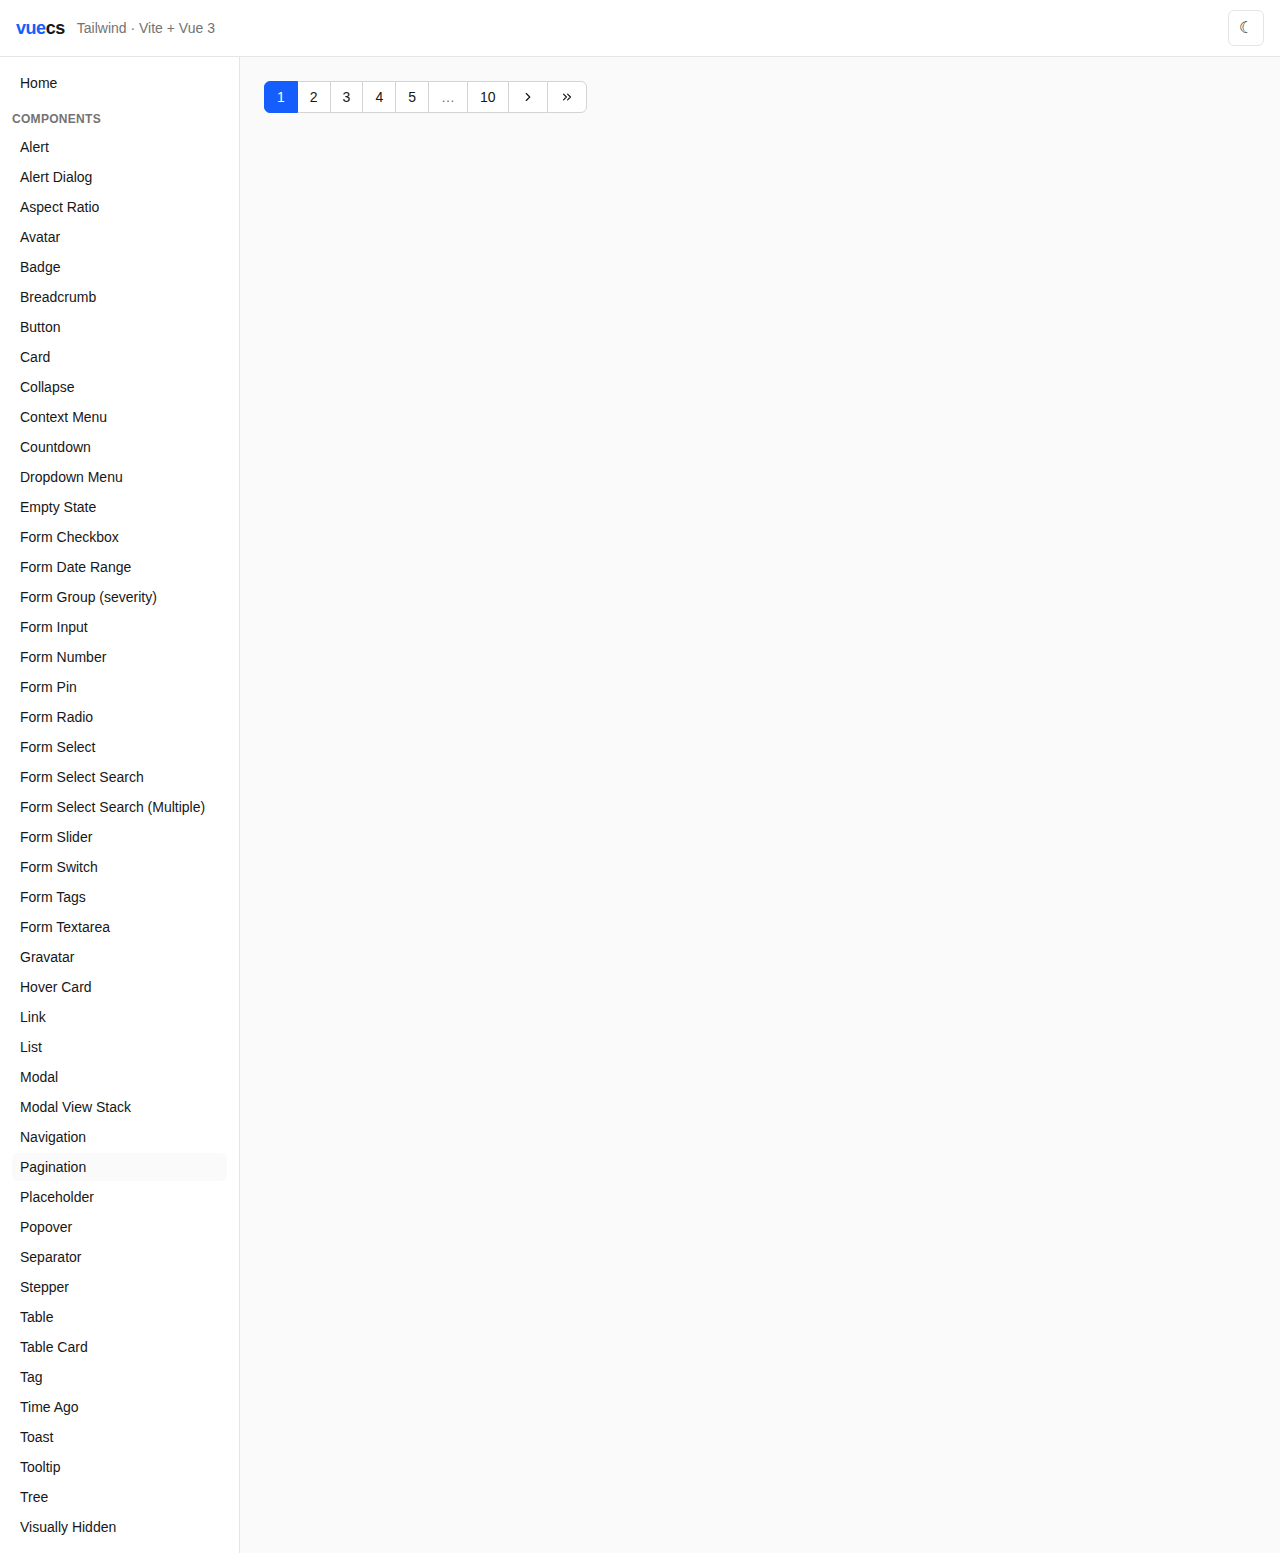 vuecs Tailwind · Vite + Vue 3
Home
1 2 3 4 5 … 10 › »
COMPONENTS
Alert
Alert Dialog
Aspect Ratio
Avatar
Badge
Breadcrumb
Button
Card
Collapse
Context Menu
Countdown
Dropdown Menu
Empty State
Form Checkbox
Form Date Range
Form Group (severity)
Form Input
Form Number
Form Pin
Form Radio
Form Select
Form Select Search
Form Select Search (Multiple)
Form Slider
Form Switch
Form Tags
Form Textarea
Gravatar
Hover Card
Link
List
Modal
Modal View Stack
Navigation
Pagination
Placeholder
Popover
Separator
Stepper
Table
Table Card
Tag
Time Ago
Toast
Tooltip
Tree
Visually Hidden